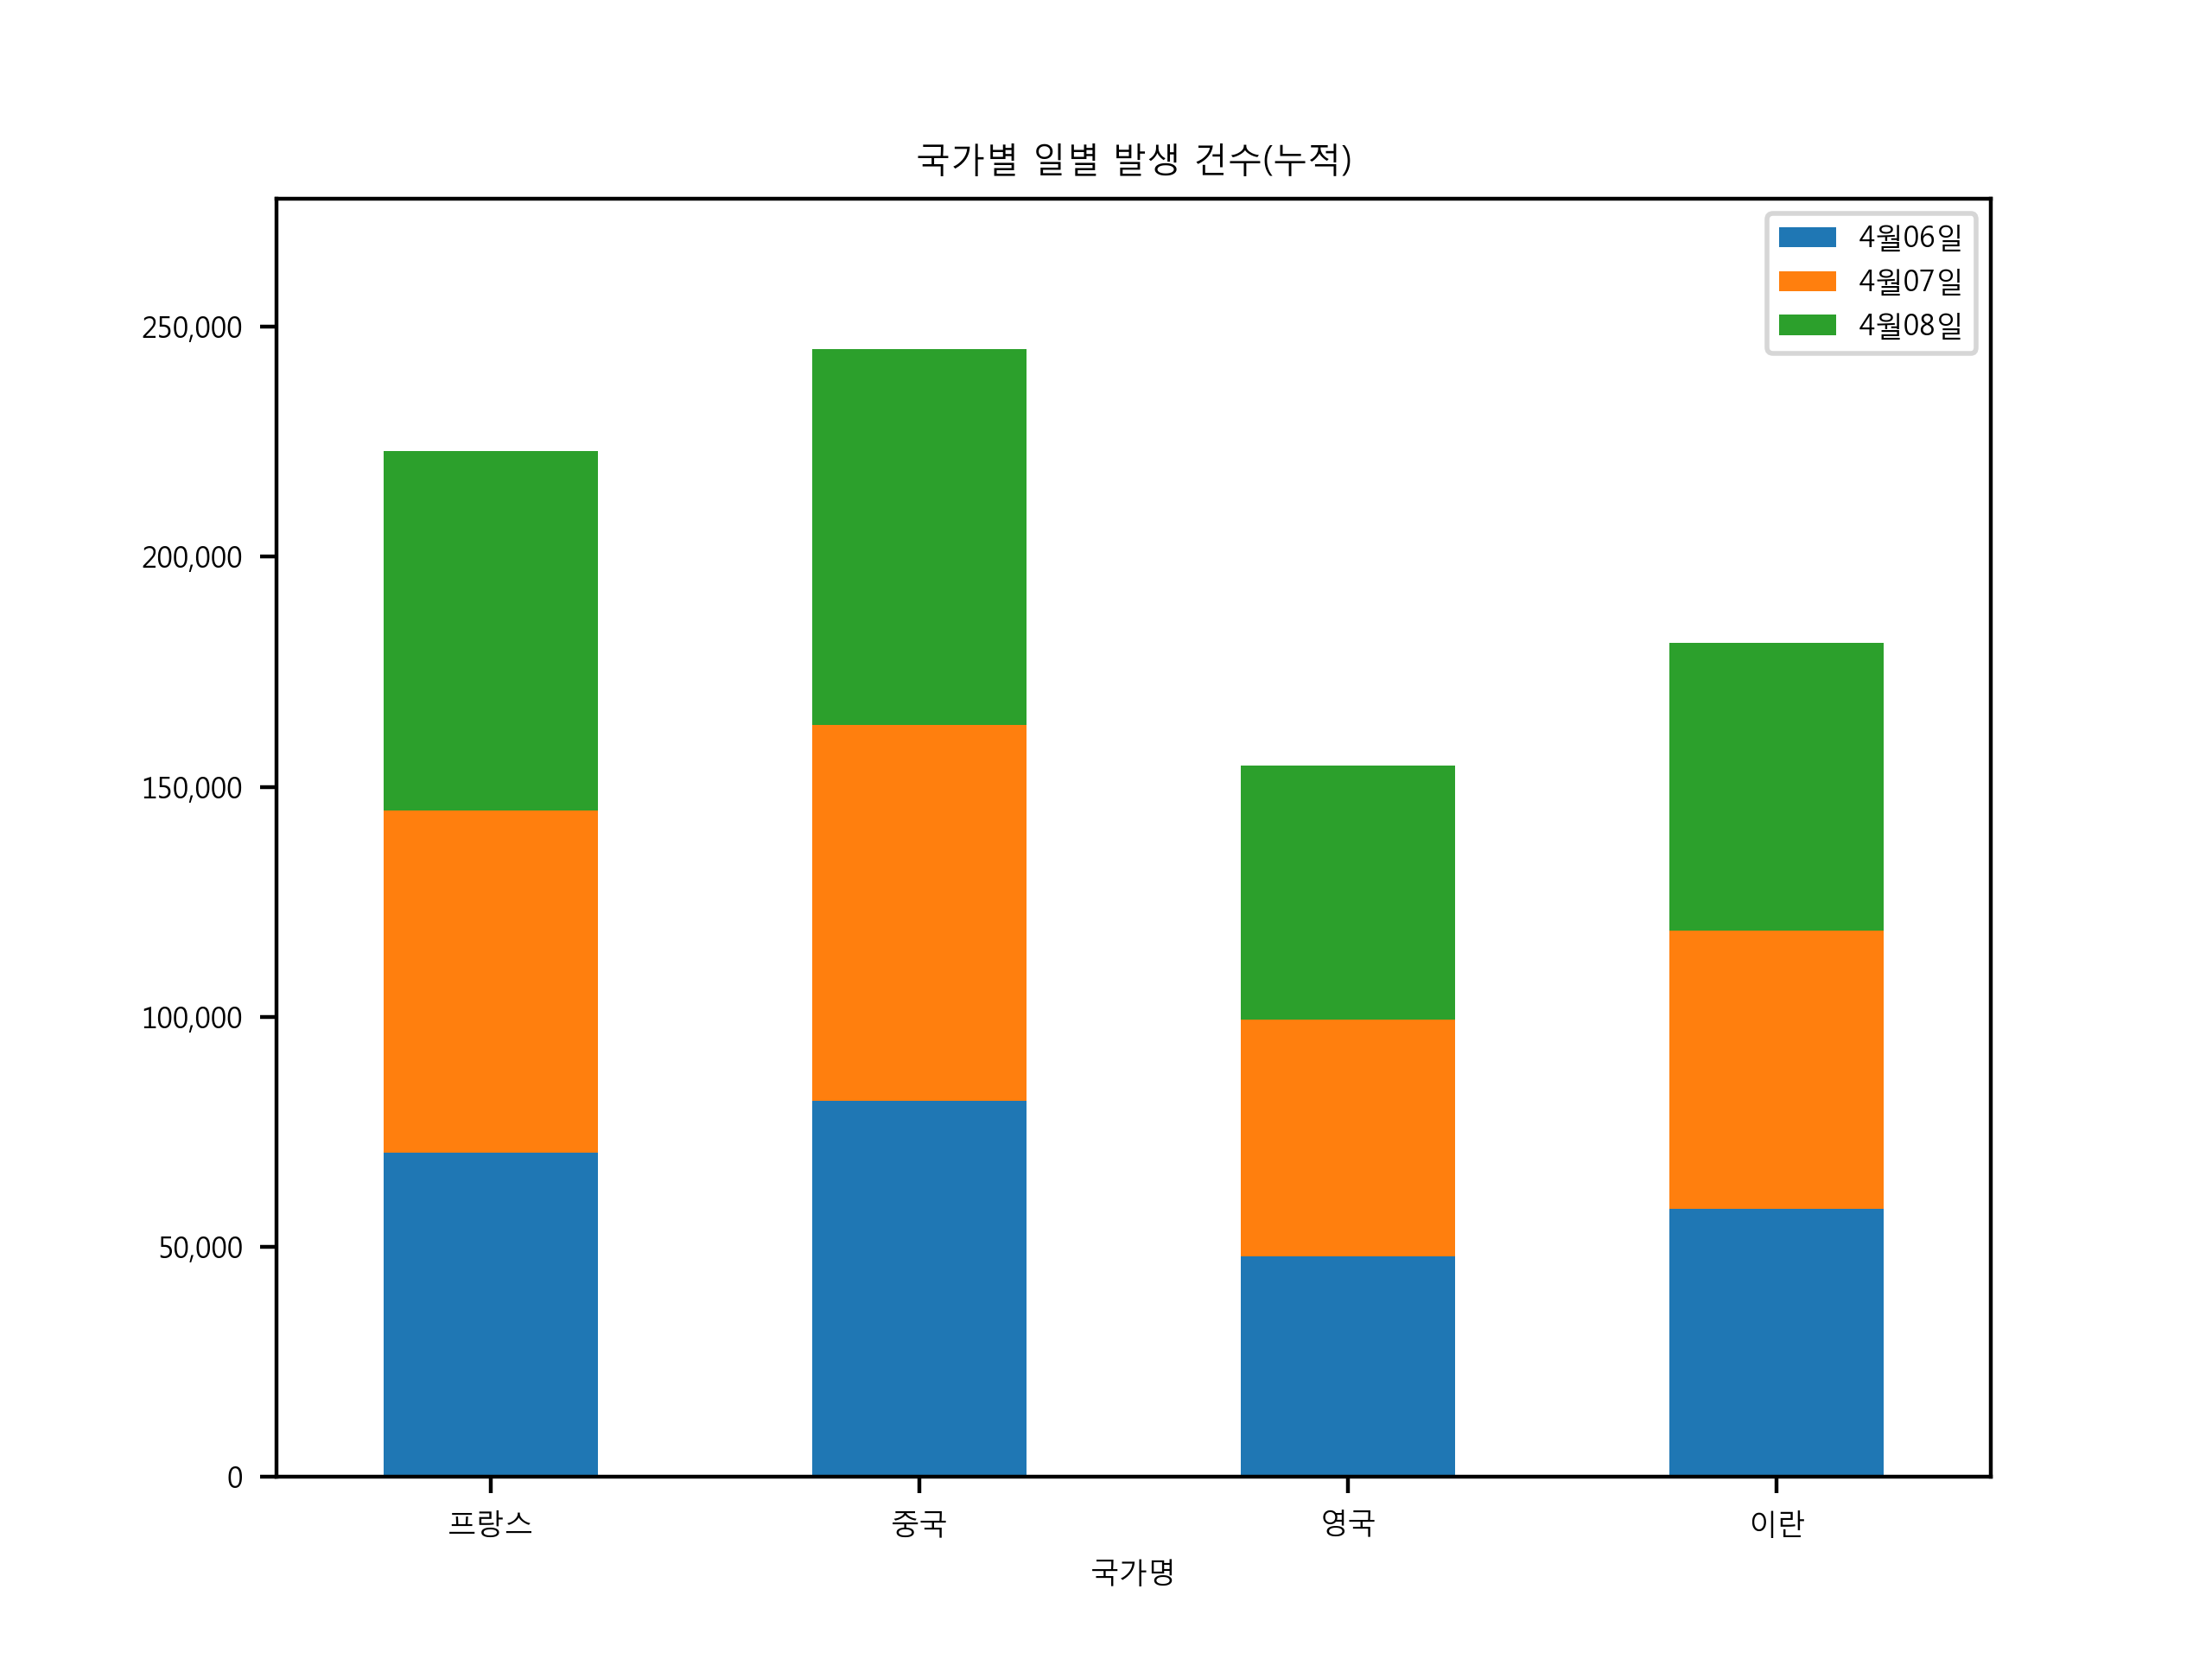 국가별 일별 발생 건수(누적)
4월06일
4월07일
4월08일
250,000
200,000
150,000
100,000
50,000
0
프랑스 중국 영국 이란
국가명